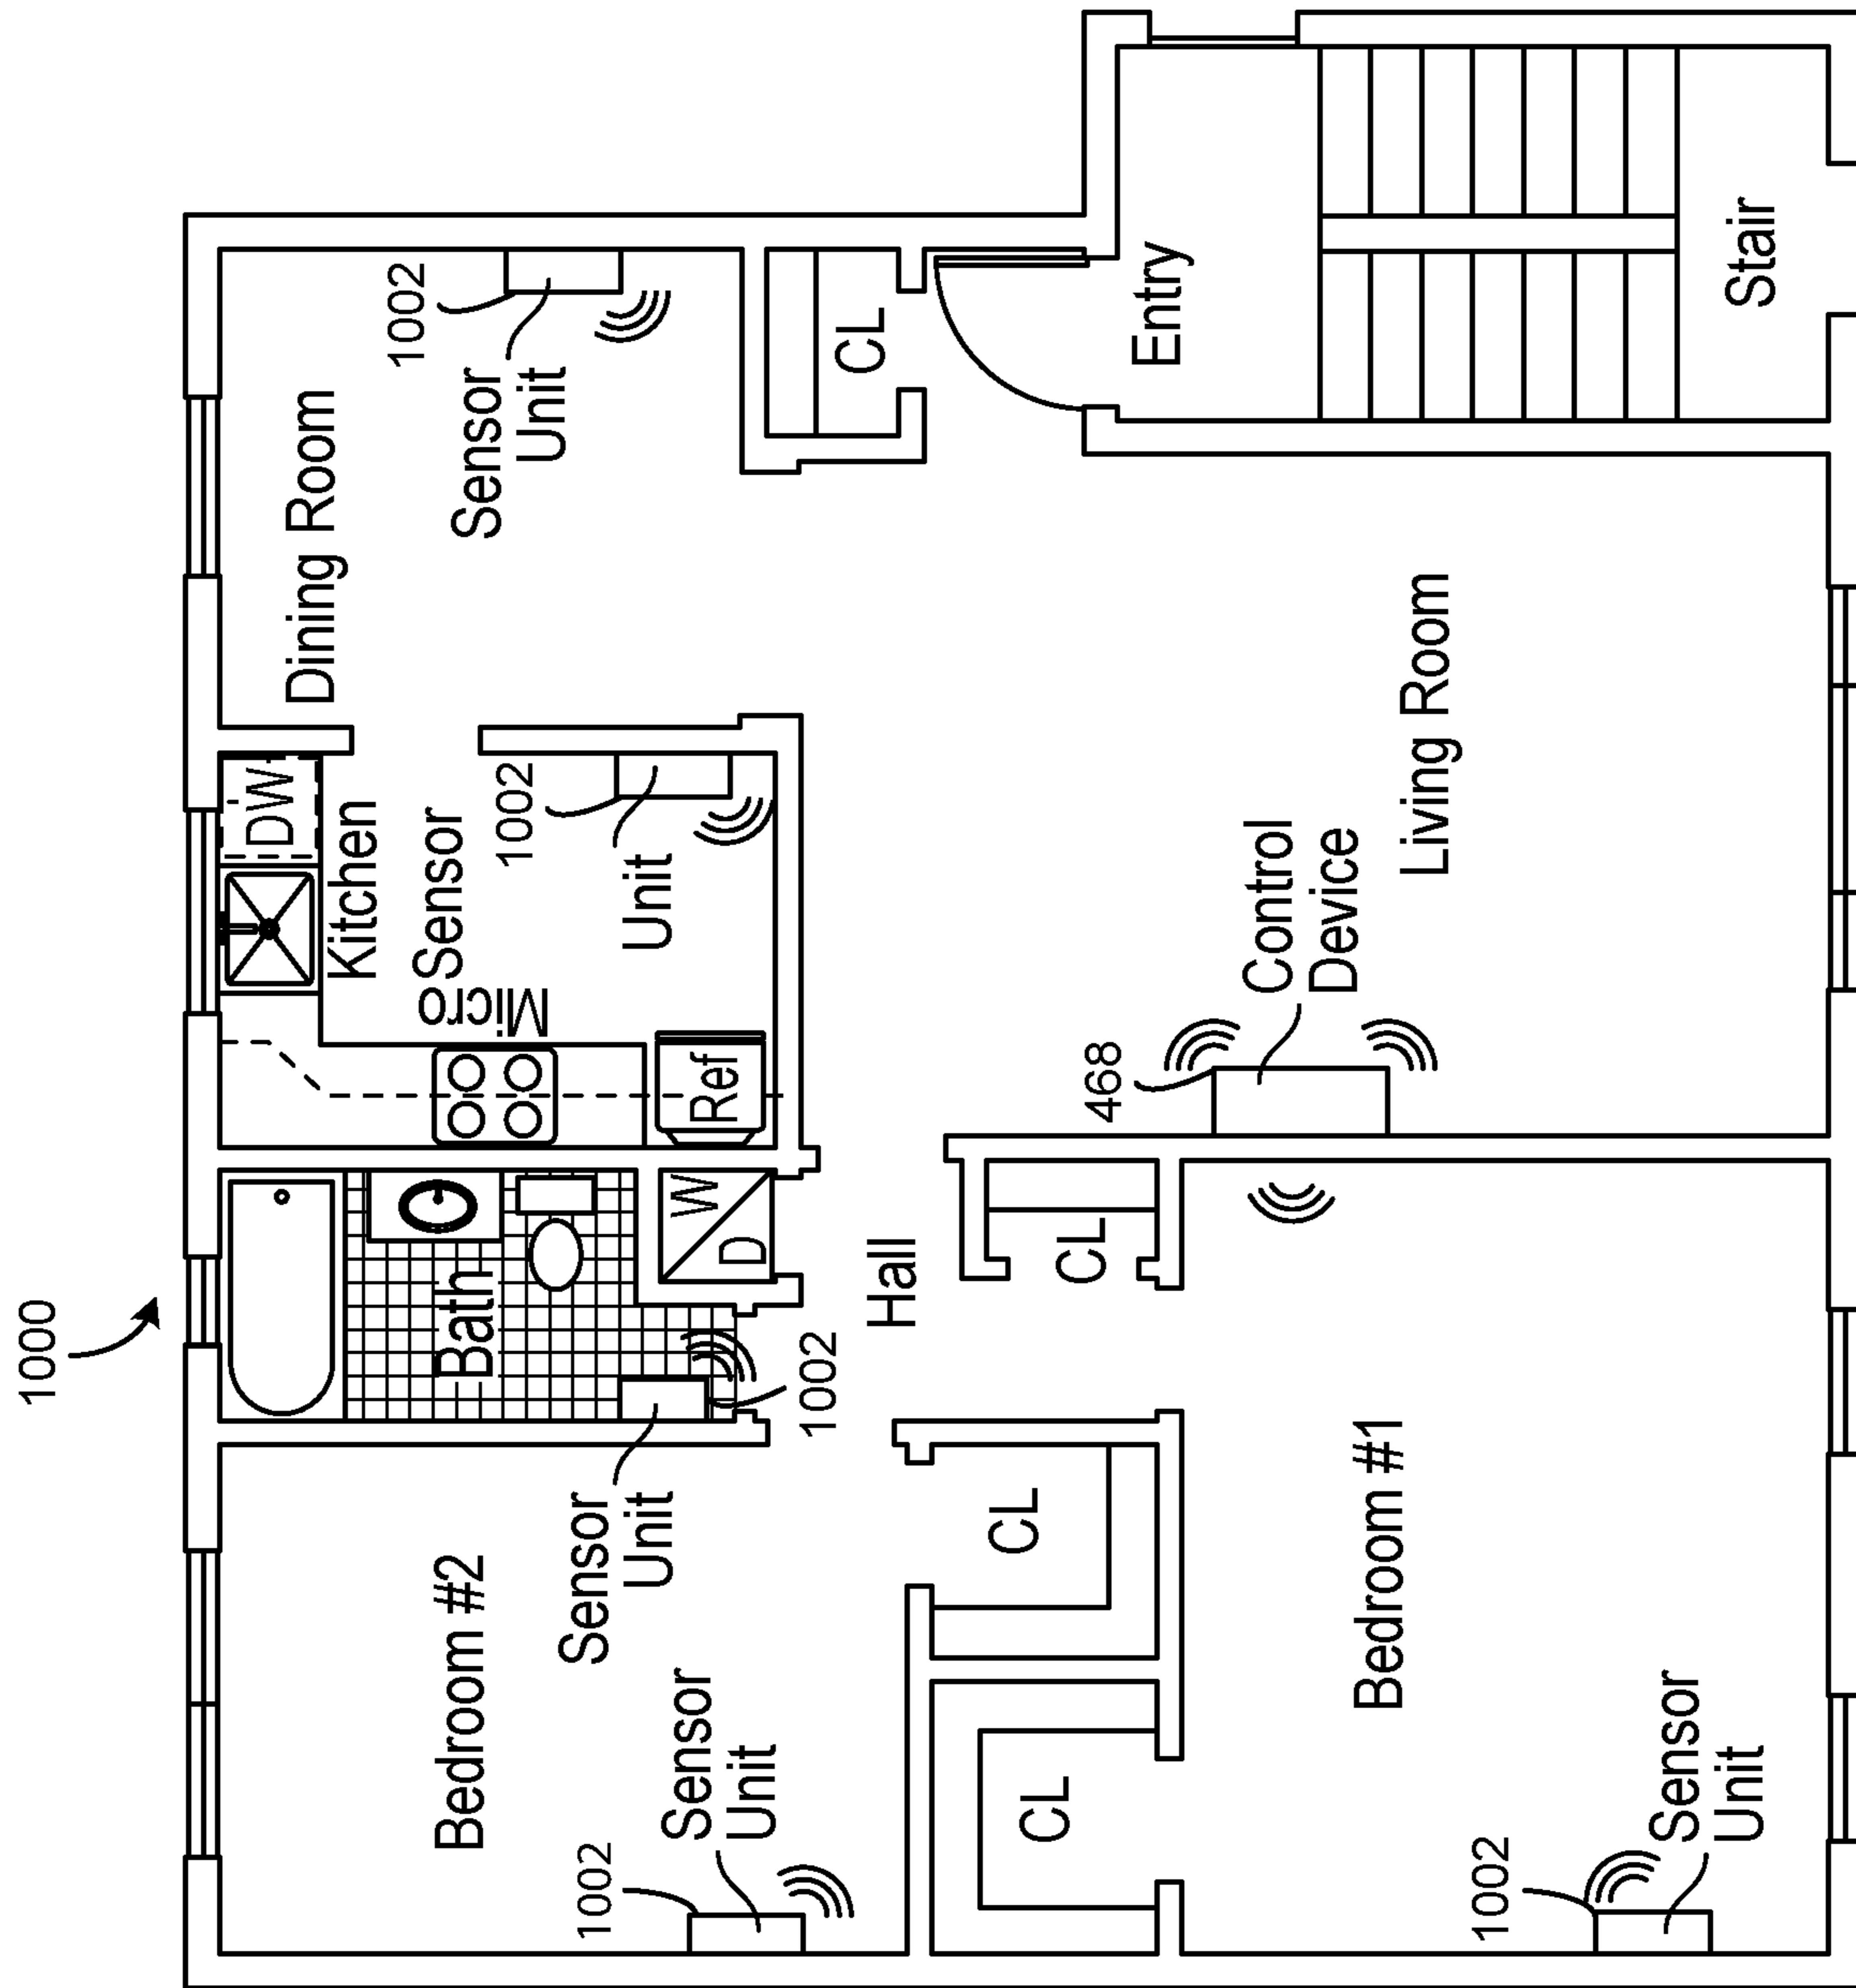 1000
Bedroom #2
Bath
Kitchen
DW
Dining Room
1002
Sensor
Unit
Sensor
Unit
1002
Micro
Ref
1002
Sensor
Unit
1002
Sensor
Unit
W
D
Hall
CL
CL
CL
CL
Entry
Stair
468
Control
Device
Living Room
Bedroom #1
1002
Sensor
Unit